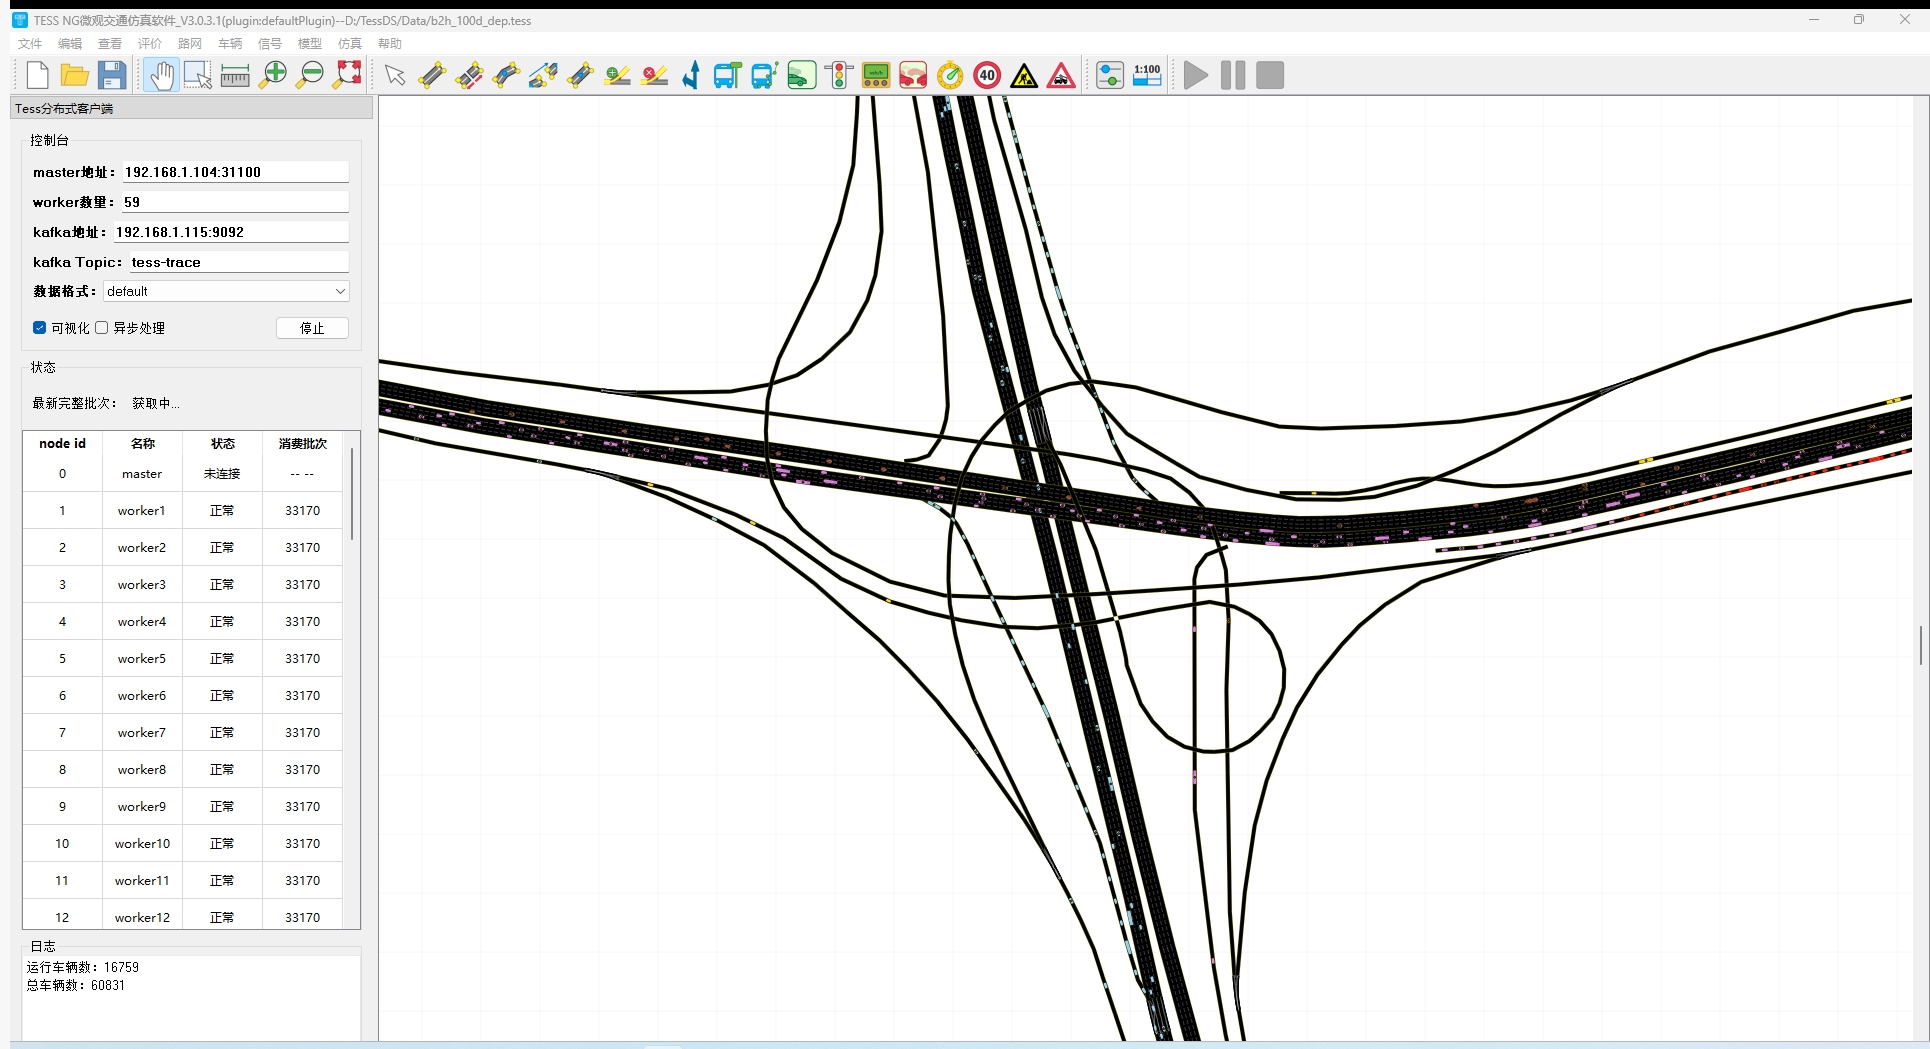 TESS NG微观交通仿真软件_V3.0.3.1(plugin:defaultPlugin)--D:/TessDS/Data/b2h_100d_dep.tess
文件 编辑 查看 评价 路网 车辆 信号 模型 仿真 帮助
40 1:100
Tess分布式客户端
控制台
master地址： 192.168.1.104:31100
worker数量： 59
kafka地址： 192.168.1.115:9092
kafka Topic： tess-trace
数据格式： default
可视化 异步处理 停止
状态
最新完整批次： 获取中...
node id 名称 状态 消费批次
0 master 未连接 -- --
1 worker1 正常 33170
2 worker2 正常 33170
3 worker3 正常 33170
4 worker4 正常 33170
5 worker5 正常 33170
6 worker6 正常 33170
7 worker7 正常 33170
8 worker8 正常 33170
9 worker9 正常 33170
10 worker10 正常 33170
11 worker11 正常 33170
12 worker12 正常 33170
日志
运行车辆数：16759
总车辆数：60831